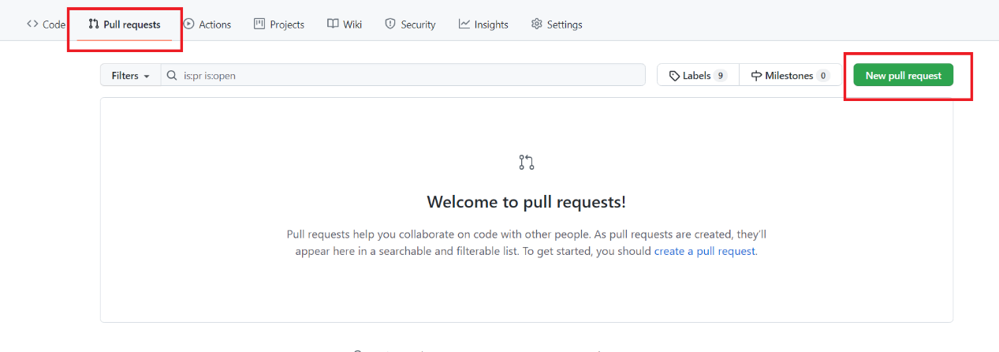 Code Pull requests Actions Projects Wiki Security Insights Settings
Filters is:pr is:open Labels 9 Milestones 0 New pull request
Welcome to pull requests!
Pull requests help you collaborate on code with other people. As pull requests are created, they'll
appear here in a searchable and filterable list. To get started, you should create a pull request.